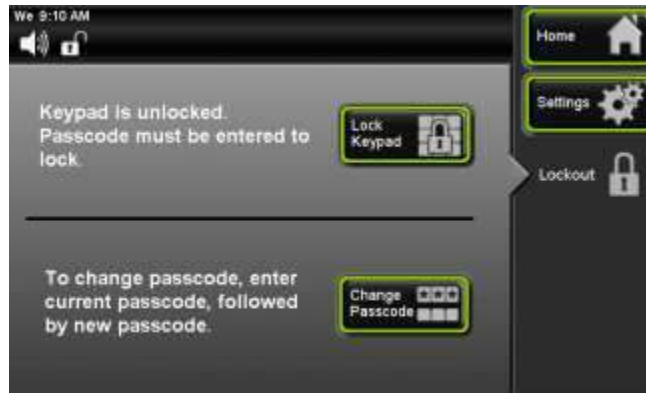 We 9:10 AM
Home
Keypad is unlocked.
Passcode must be entered to
lock.
Lock
Keypad
Settings
Lockout
To change passcode, enter
current passcode, followed
by new passcode.
Change
Passcode